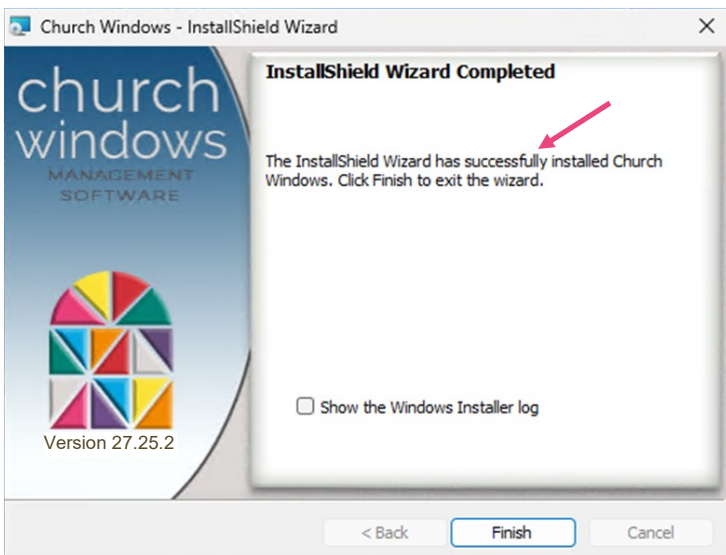 Church Windows - InstallShield Wizard
church
windows
MANAGEMENT
SOFTWARE
Version 27.25.2
InstallShield Wizard Completed
The InstallShield Wizard has successfully installed Church
Windows. Click Finish to exit the wizard.
Show the Windows Installer log
< Back
Finish
Cancel